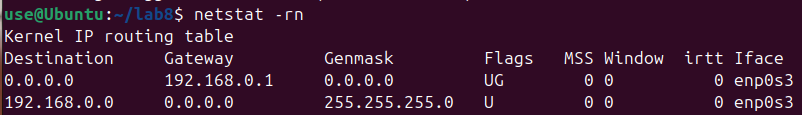 use@Ubuntu:~/lab8$ netstat -rn
Kernel IP routing table
Destination     Gateway         Genmask         Flags   MSS Window  irtt Iface
0.0.0.0         192.168.0.1     0.0.0.0         UG        0 0          0 enp0s3
192.168.0.0     0.0.0.0         255.255.255.0   U         0 0          0 enp0s3